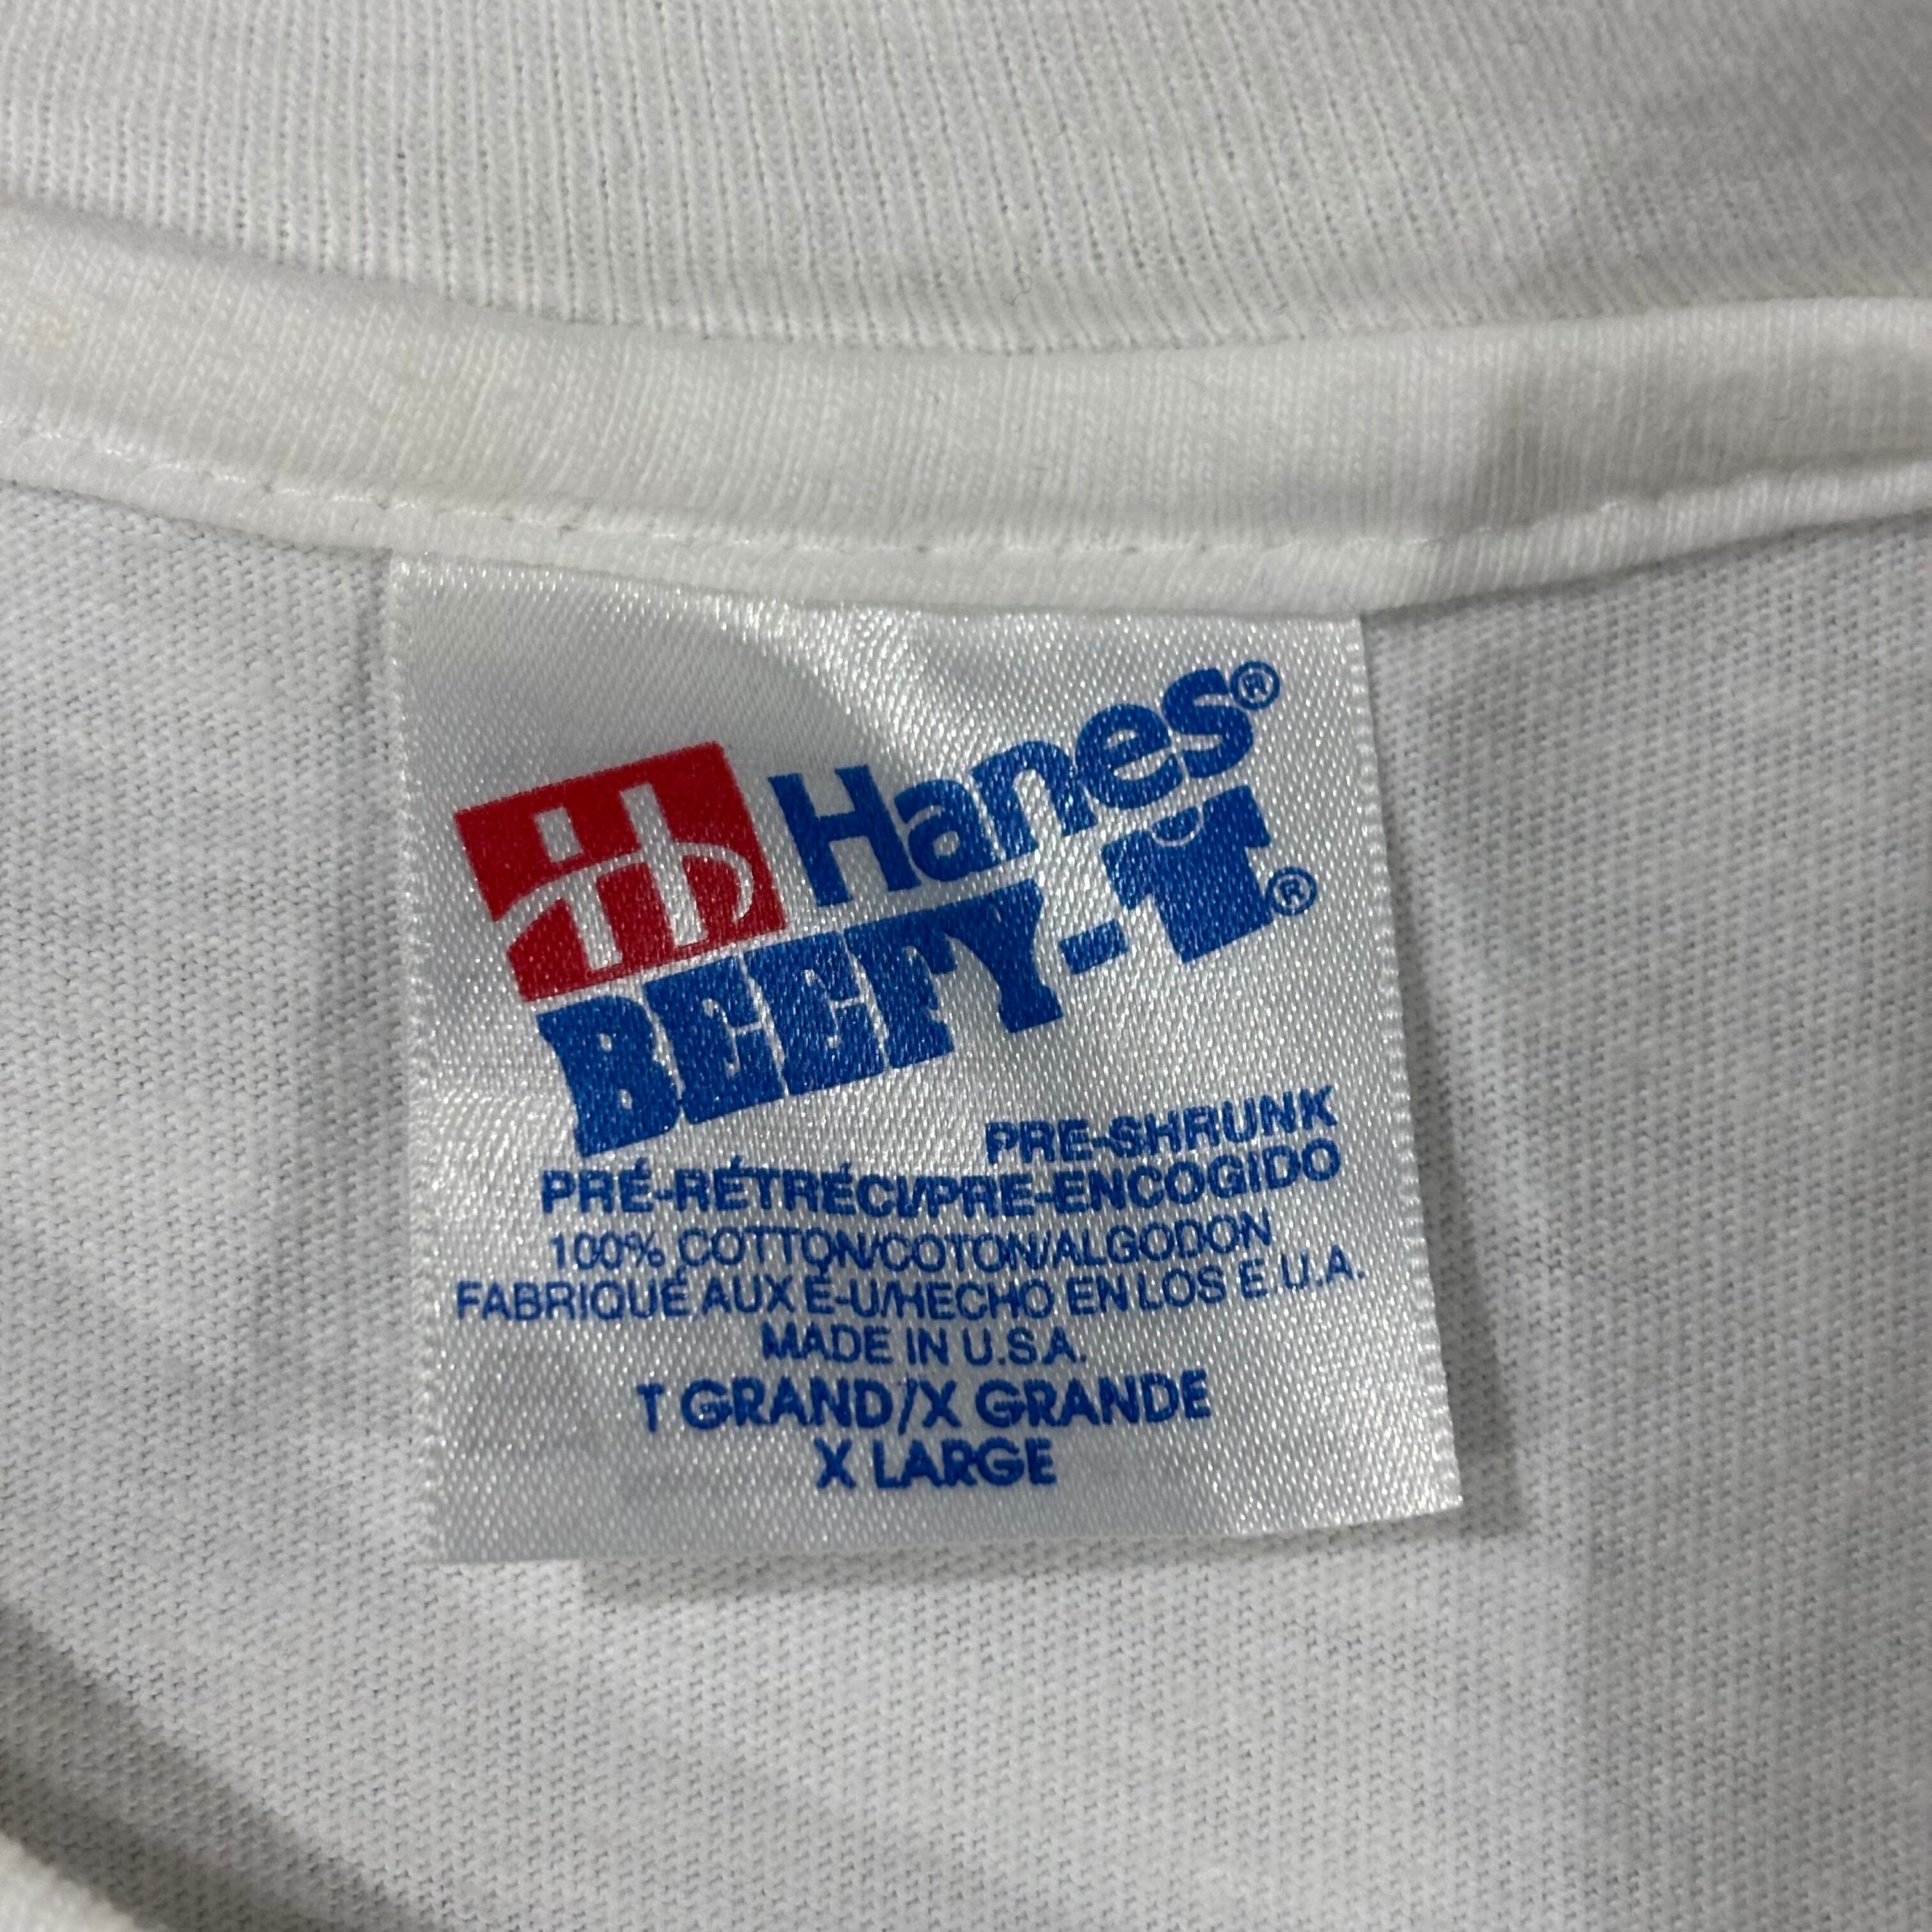 Hanes®
BEEFY-T®
PRE-SHRUNK
PRÉ-RÉTRÉCI/PRE-ENCOGIDO
100% COTTON/COTON/ALGODON
FABRIQUÉ AUX É-U/HECHO EN LOS E.U.A.
MADE IN U.S.A.
T GRAND/X GRANDE
X LARGE